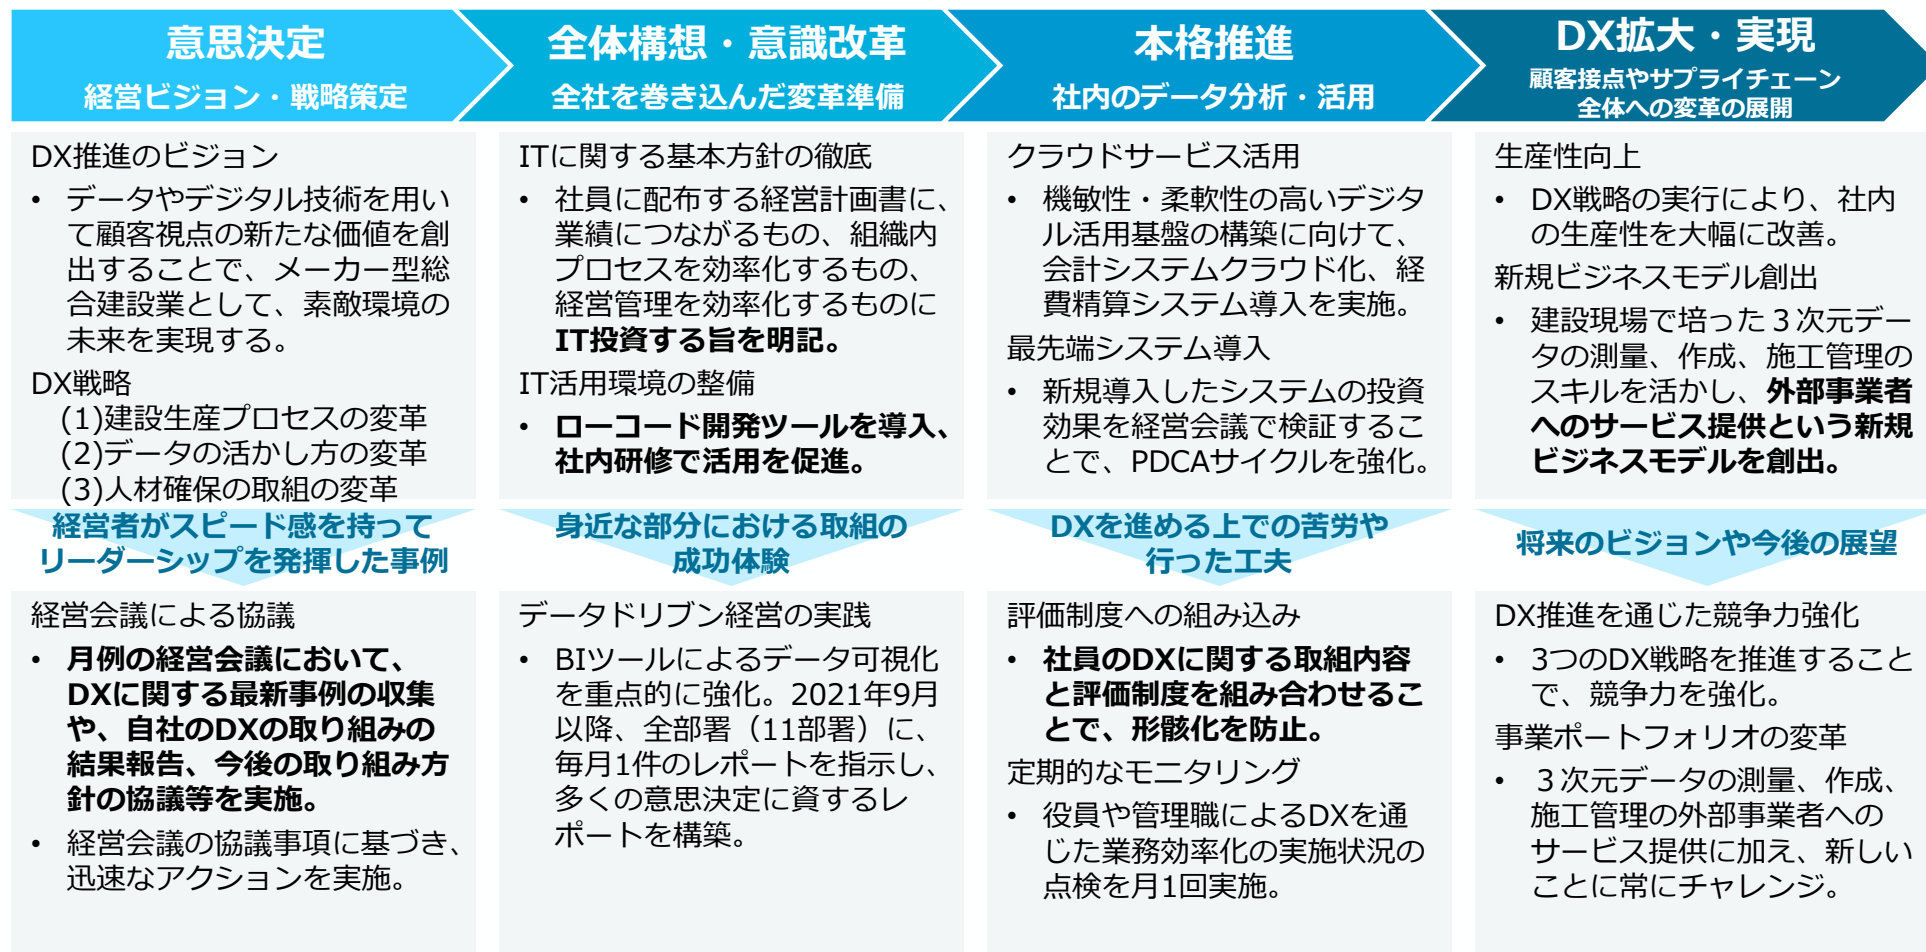 意思決定
経営ビジョン・戦略策定
全体構想・意識改革
全社を巻き込んだ変革準備
本格推進
社内のデータ分析・活用
DX拡大・実現
顧客接点やサプライチェーン
全体への変革の展開
DX推進のビジョン
• データやデジタル技術を用い
て顧客視点の新たな価値を創
出することで、メーカー型総
合建設業として、素敵環境の
未来を実現する。
DX戦略
(1)建設生産プロセスの変革
(2)データの活かし方の変革
(3)人材確保の取組の変革
ITに関する基本方針の徹底
• 社員に配布する経営計画書に、
業績につながるもの、組織内
プロセスを効率化するもの、
経営管理を効率化するものに
IT投資する旨を明記。
IT活用環境の整備
• ローコード開発ツールを導入、
社内研修で活用を促進。
クラウドサービス活用
• 機敏性・柔軟性の高いデジタ
ル活用基盤の構築に向けて、
会計システムクラウド化、経
費精算システム導入を実施。
最先端システム導入
• 新規導入したシステムの投資
効果を経営会議で検証するこ
とで、PDCAサイクルを強化。
生産性向上
• DX戦略の実行により、社内
の生産性を大幅に改善。
新規ビジネスモデル創出
• 建設現場で培った３次元デー
タの測量、作成、施工管理の
スキルを活かし、外部事業者
へのサービス提供という新規
ビジネスモデルを創出。
経営者がスピード感を持って
リーダーシップを発揮した事例
身近な部分における取組の
成功体験
DXを進める上での苦労や
行った工夫
将来のビジョンや今後の展望
経営会議による協議
• 月例の経営会議において、
DXに関する最新事例の収集
や、自社のDXの取り組みの
結果報告、今後の取り組み方
針の協議等を実施。
• 経営会議の協議事項に基づき、
迅速なアクションを実施。
データドリブン経営の実践
• BIツールによるデータ可視化
を重点的に強化。2021年9月
以降、全部署（11部署）に、
毎月1件のレポートを指示し、
多くの意思決定に資するレ
ポートを構築。
評価制度への組み込み
• 社員のDXに関する取組内容
と評価制度を組み合わせるこ
とで、形骸化を防止。
定期的なモニタリング
• 役員や管理職によるDXを通
じた業務効率化の実施状況の
点検を月1回実施。
DX推進を通じた競争力強化
• 3つのDX戦略を推進すること
で、競争力を強化。
事業ポートフォリオの変革
• ３次元データの測量、作成、
施工管理の外部事業者への
サービス提供に加え、新しい
ことに常にチャレンジ。